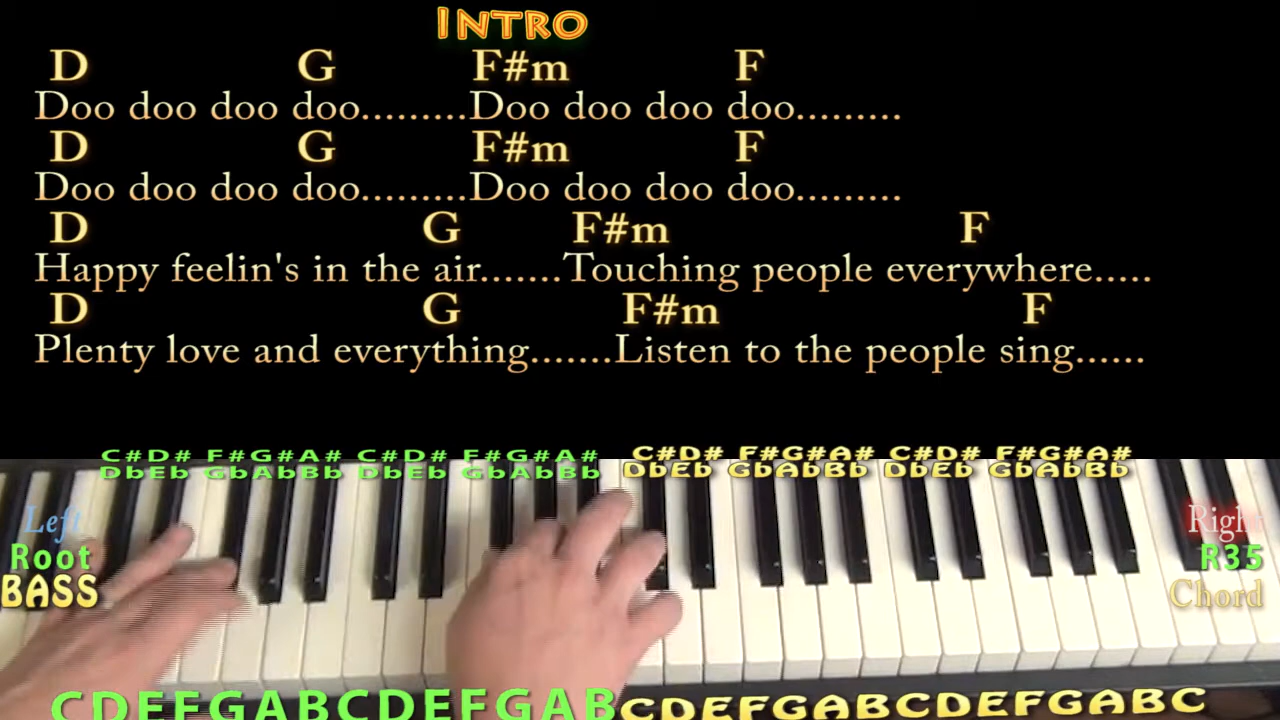 INTRO
D G F#m F
Doo doo doo doo.........Doo doo doo doo.........
D G F#m F
Doo doo doo doo.........Doo doo doo doo.........
D G F#m F
Happy feelin's in the air.......Touching people everywhere.....
D G F#m F
Plenty love and everything.......Listen to the people sing......
C#D# F#G#A# C#D# F#G#A# C#D# F#G#A# C#D# F#G#A#
DbEb GbAbBb DbEb GbAbBb DbEb GbAbBb DbEb GbAbBb
Left Right
Root R35
BASS Chord
CDEFGABCDEFGABCDEFGABCDEFGABC